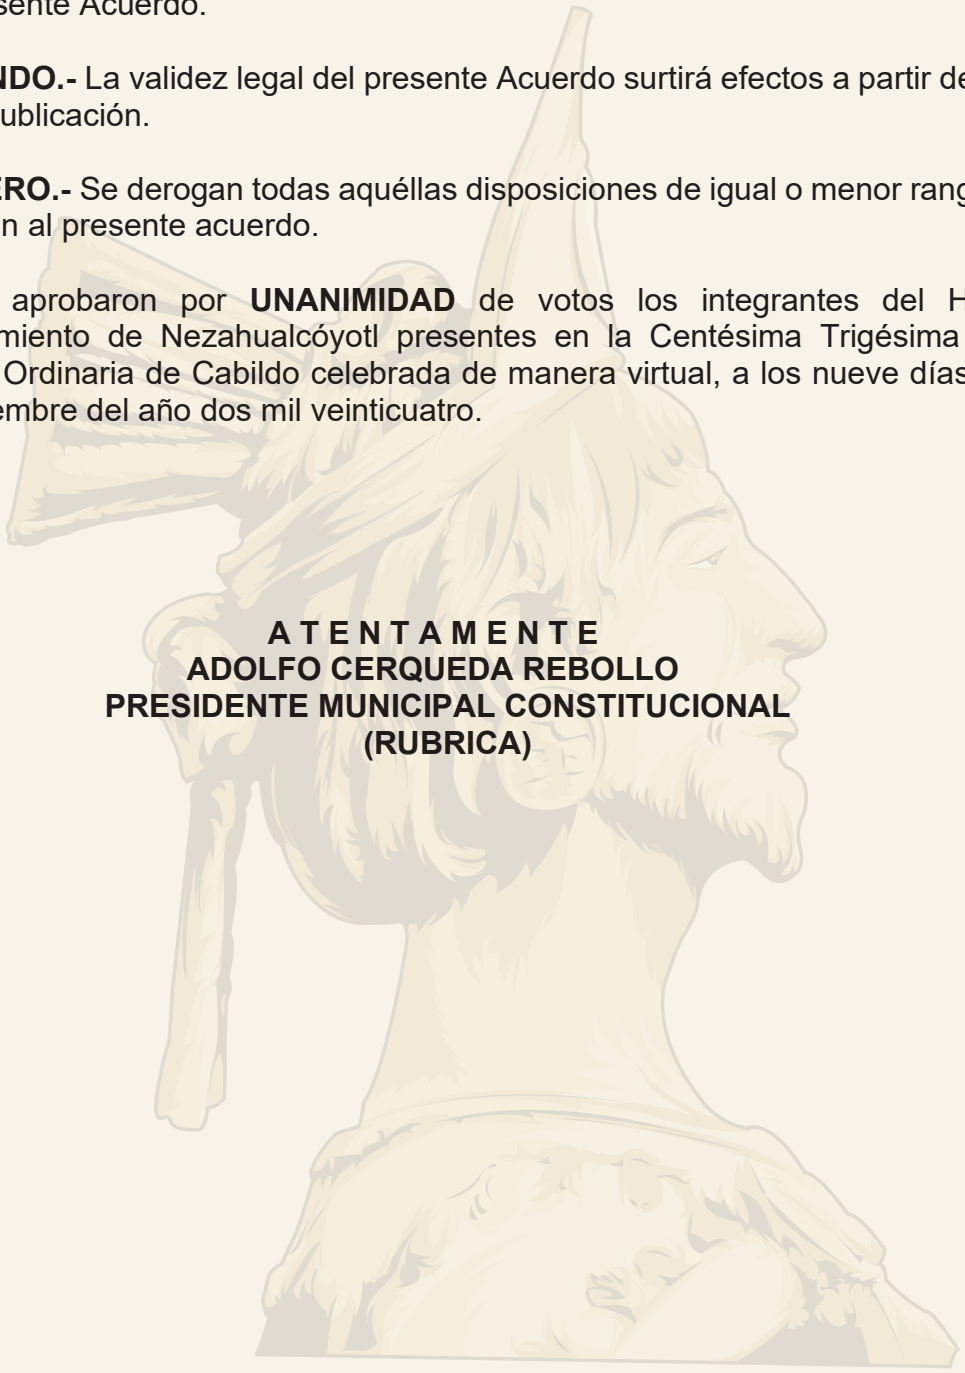 sente Acuerdo.
NDO.- La validez legal del presente Acuerdo surtirá efectos a partir de
ublicación.
ERO.- Se derogan todas aquéllas disposiciones de igual o menor rang
n al presente acuerdo.
aprobaron por UNANIMIDAD de votos los integrantes del H
miento de Nezahualcóyotl presentes en la Centésima Trigésima
Ordinaria de Cabildo celebrada de manera virtual, a los nueve días
embre del año dos mil veinticuatro.
A T E N T A M E N T E
ADOLFO CERQUEDA REBOLLO
PRESIDENTE MUNICIPAL CONSTITUCIONAL
(RUBRICA)